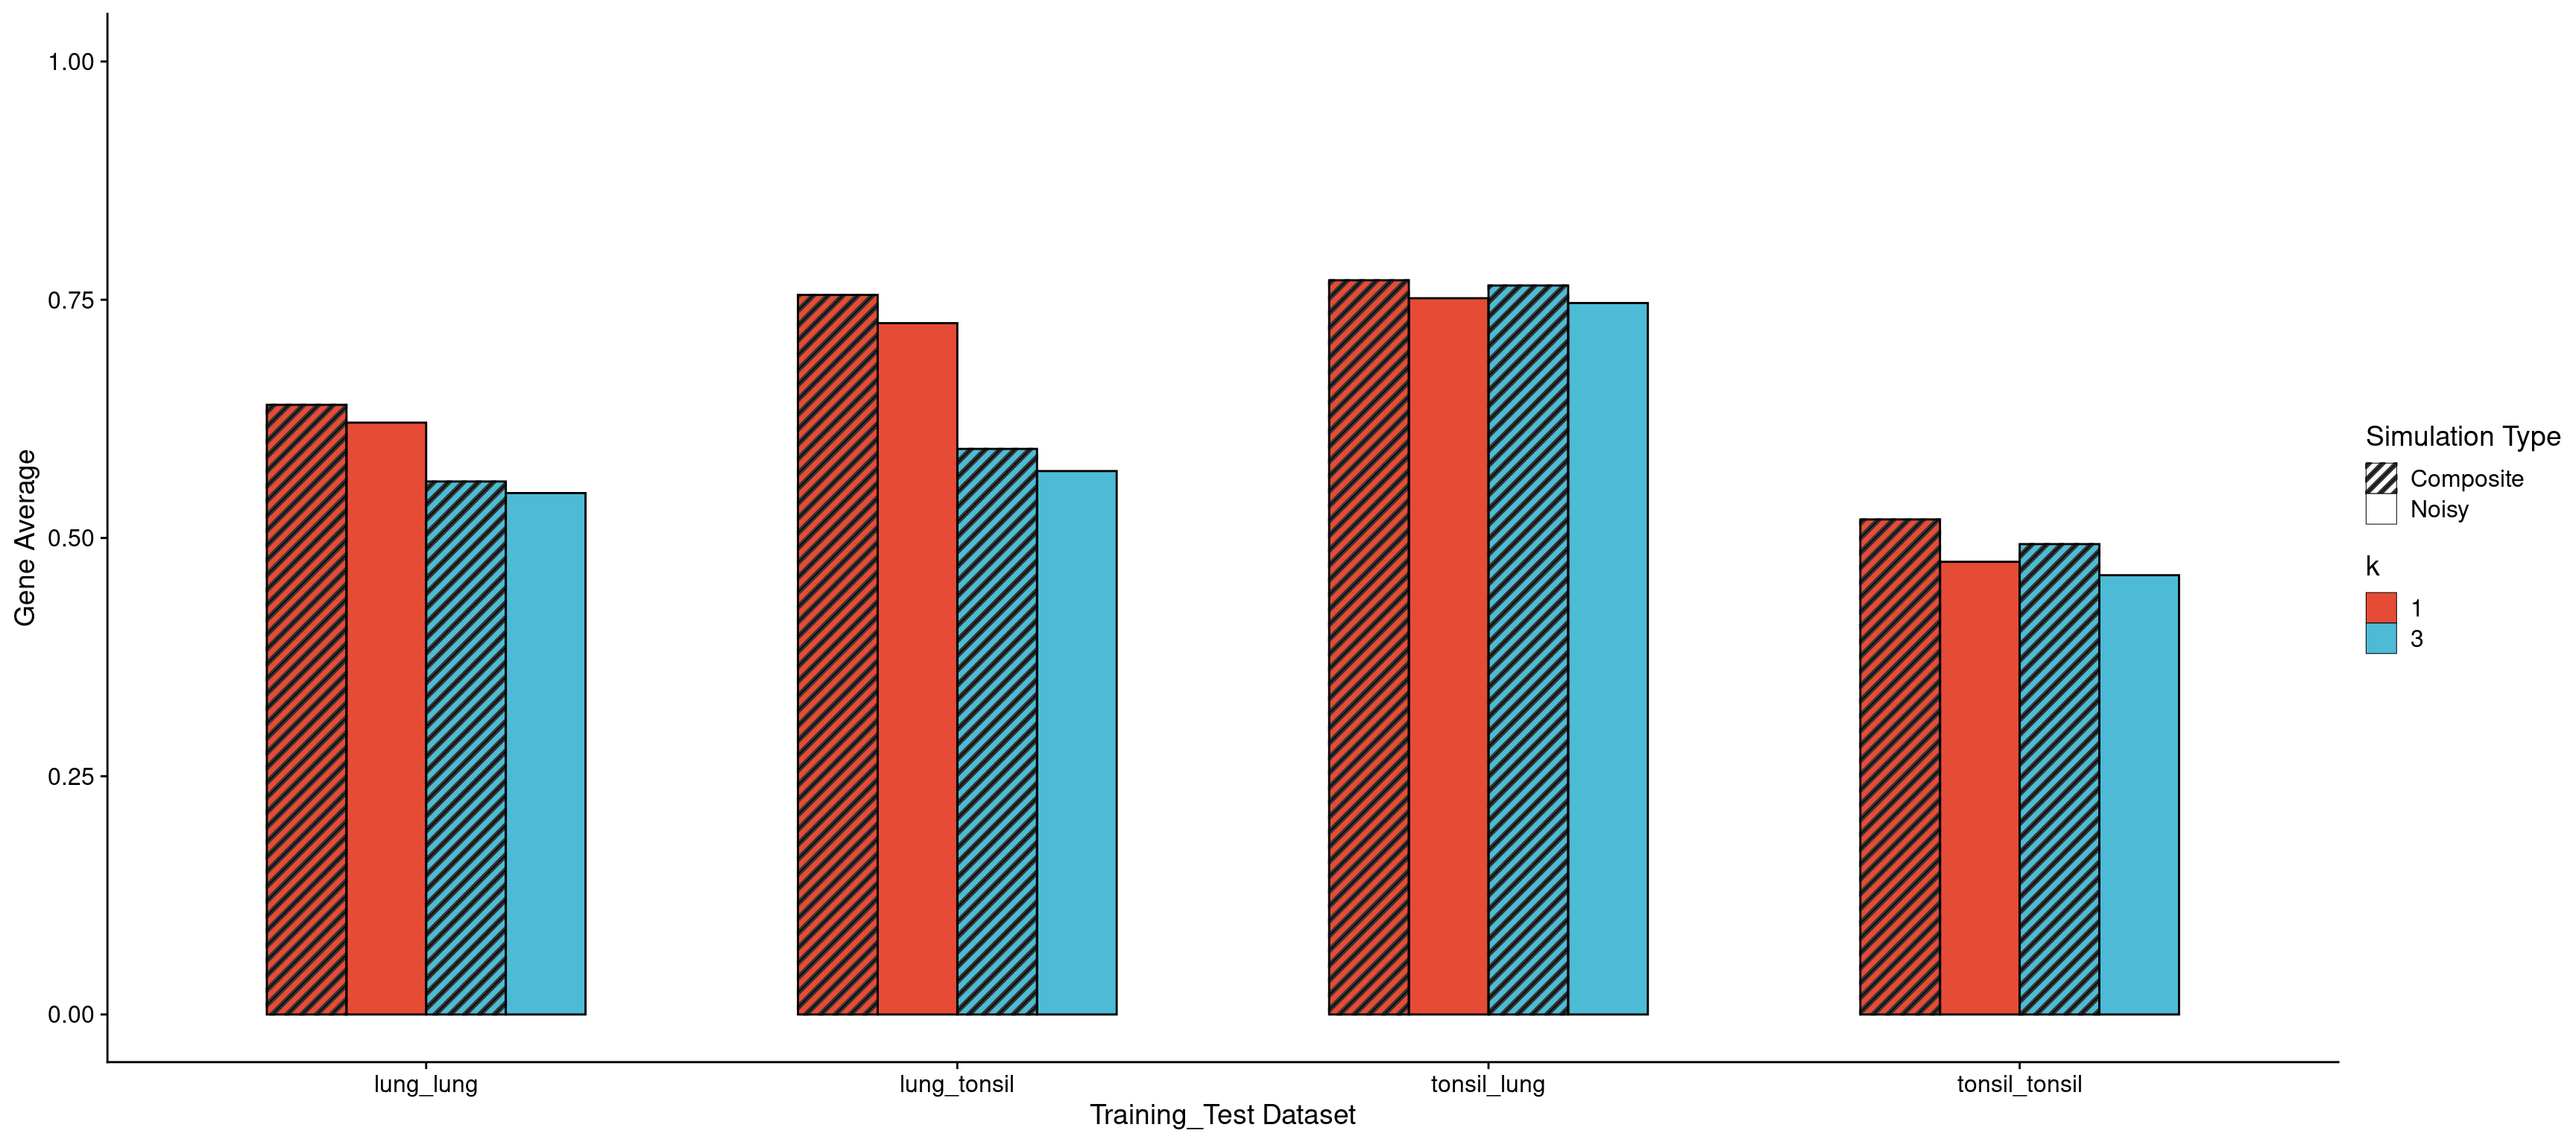 Gene Average
1.00
0.75
0.50
0.25
0.00
lung_lung
lung_tonsil
tonsil_lung
tonsil_tonsil
Training_Test Dataset
Simulation Type
Composite
Noisy
k
1
3